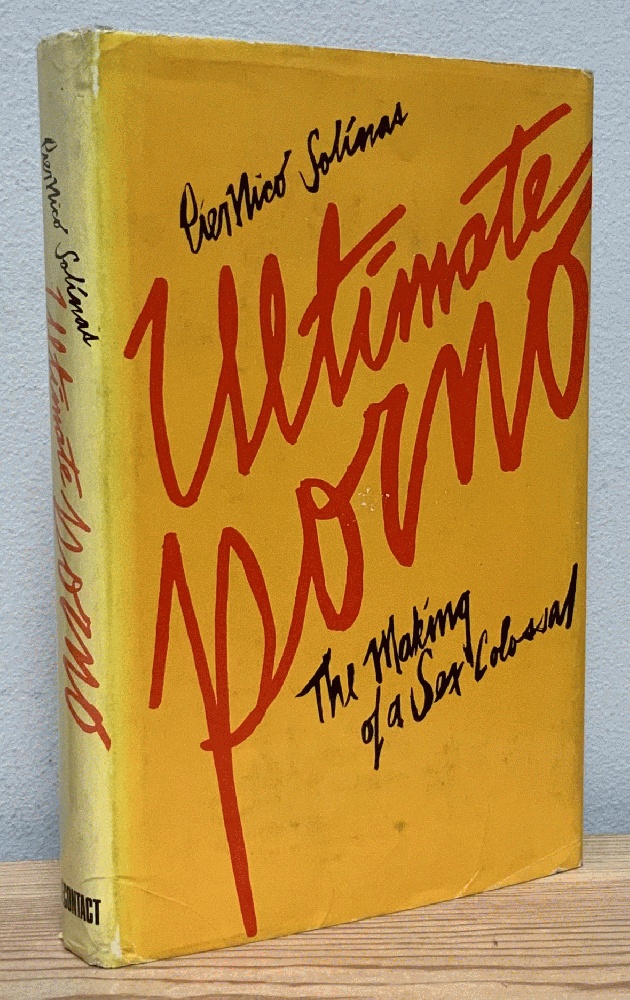 PierNico Solinas
Ultimate
Porno
The Making
of a Sex Colossal
PierNico Solinas
Ultimate Porno
CONTACT